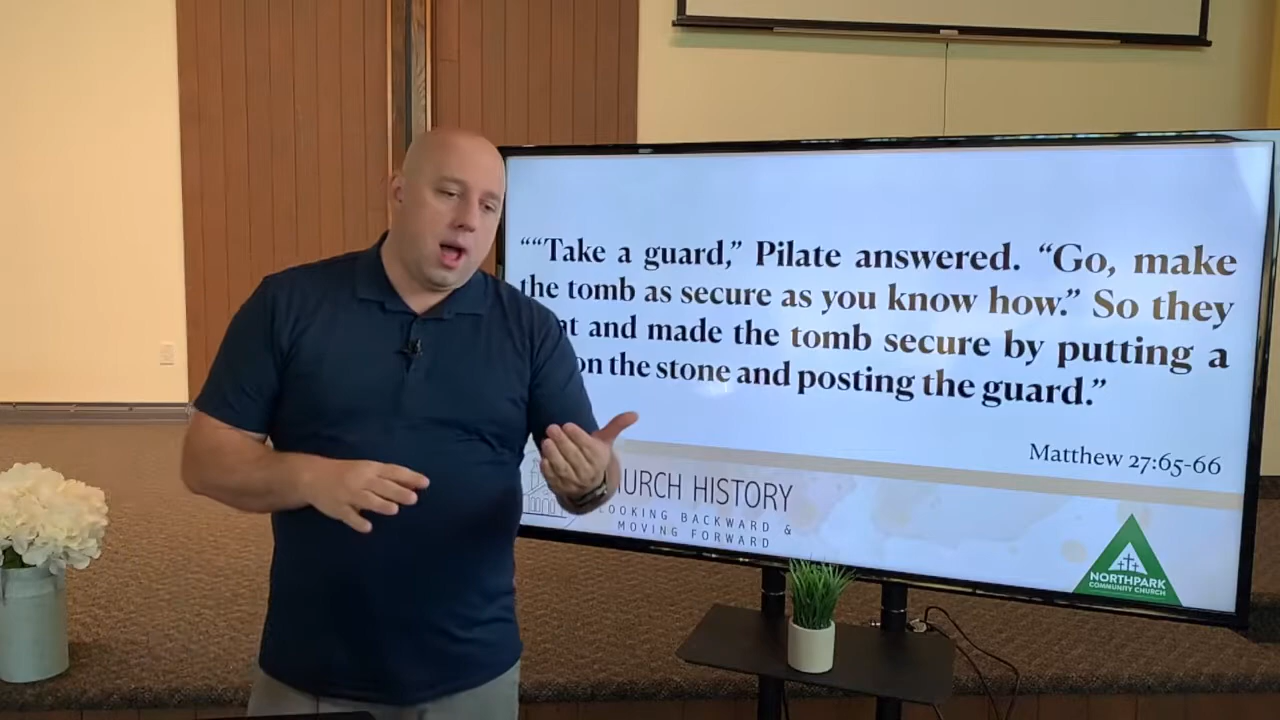 ““Take a guard,” Pilate answered. “Go, make
the tomb as secure as you know how.” So they
and made the tomb secure by putting a
on the stone and posting the guard.”
Matthew 27:65-66
CHURCH HISTORY
LOOKING BACKWARD &
MOVING FORWARD
NORTHPARK
COMMUNITY CHURCH